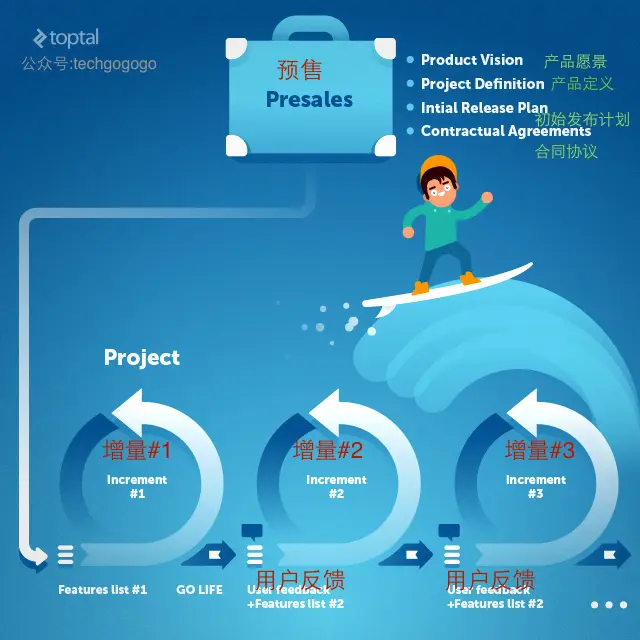 toptal
公众号:techgogogo
预售
Presales
Product Vision 产品愿景
Project Definition 产品定义
Intial Release Plan
初始发布计划
Contractual Agreements
合同协议
Project
增量#1
Increment
#1
增量#2
Increment
#2
增量#3
Increment
#3
Features list #1
GO LIFE
用户反馈
User feedback
+Features list #2
用户反馈
User feedback
+Features list #2